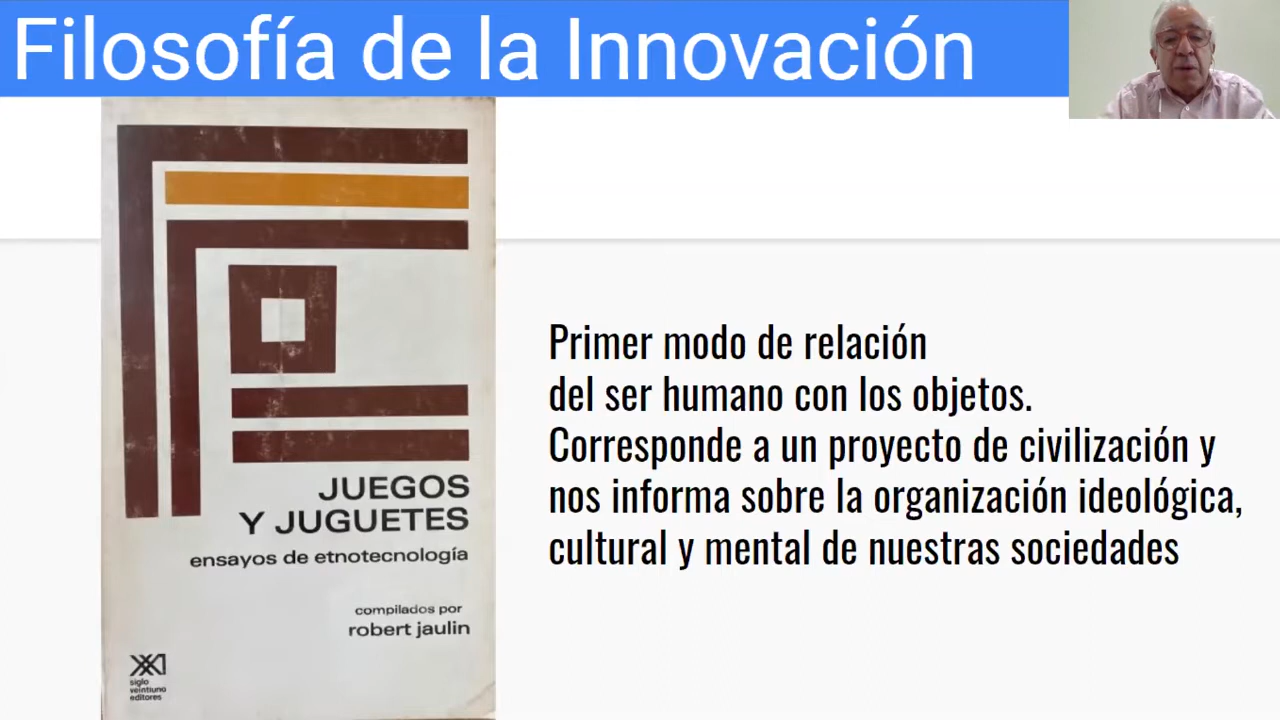 Filosofía de la Innovación
JUEGOS
Y JUGUETES
ensayos de etnotecnología
compilados por
robert jaulin
siglo
veintiuno
editores
Primer modo de relación
del ser humano con los objetos.
Corresponde a un proyecto de civilización y
nos informa sobre la organización ideológica,
cultural y mental de nuestras sociedades